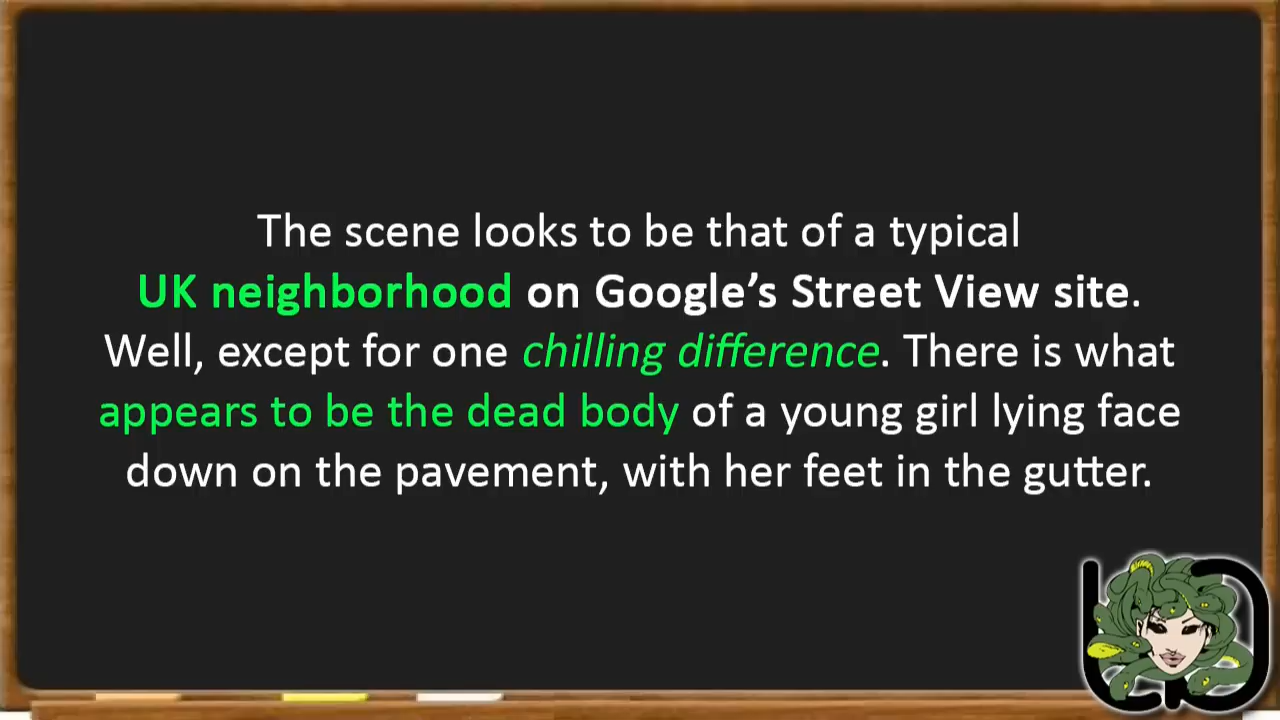 The scene looks to be that of a typical
UK neighborhood on Google’s Street View site.
Well, except for one chilling difference. There is what
appears to be the dead body of a young girl lying face
down on the pavement, with her feet in the gutter.